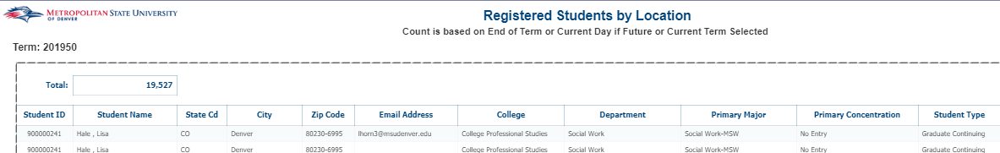 METROPOLITAN STATE UNIVERSITY
OF DENVER
Registered Students by Location
Count is based on End of Term or Current Day if Future or Current Term Selected
Term: 201950
Total: 19,527
Student ID Student Name State Cd City Zip Code Email Address College Department Primary Major Primary Concentration Student Type
900000241 Hale , Lisa CO Denver 80230-6995 lhorn3@msudenver.edu College Professional Studies Social Work Social Work-MSW No Entry Graduate Continuing
900000241 Hale , Lisa CO Denver 80230-6995 College Professional Studies Social Work Social Work-MSW No Entry Graduate Continuing